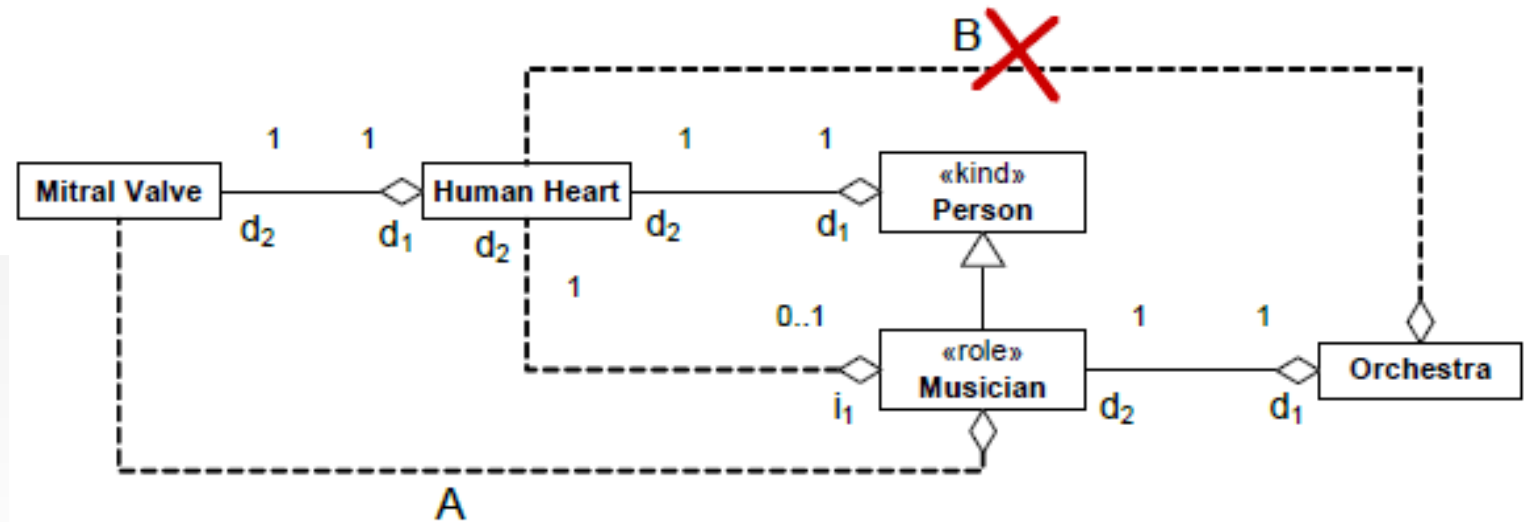 B
1 1 1 1
Mitral Valve
Human Heart
«kind»
Person
d₂ d₁ d₂ d₂ d₁
1
0..1 1 1
«role»
Musician
Orchestra
i₁ d₂ d₁
A